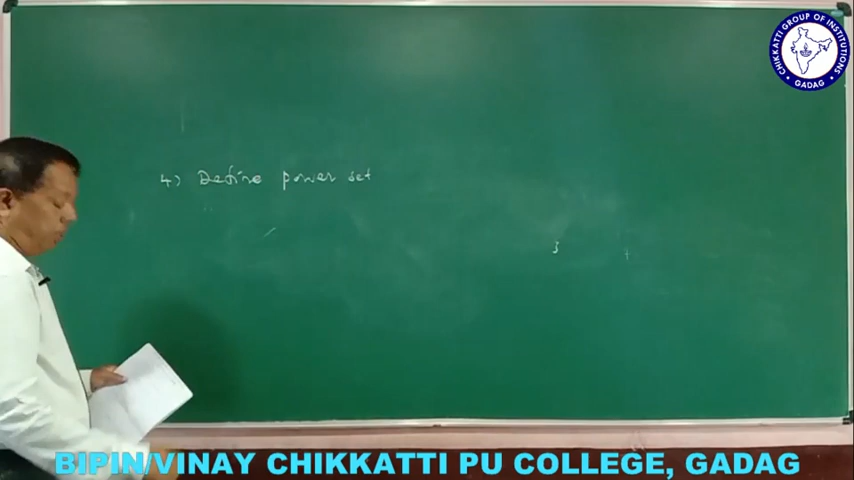 CHIKKATTI GROUP OF INSTITUTIONS
GADAG
4) Define power set
BIPIN/VINAY CHIKKATTI PU COLLEGE, GADAG